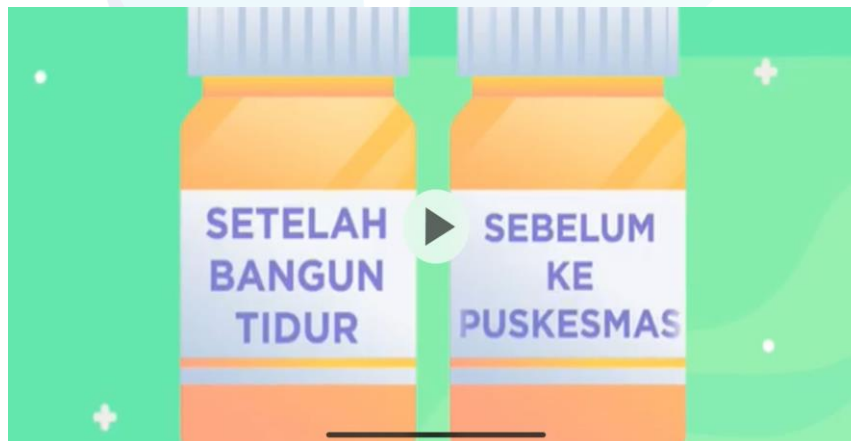 SETELAH
BANGUN
TIDUR
SEBELUM
KE
PUSKESMAS